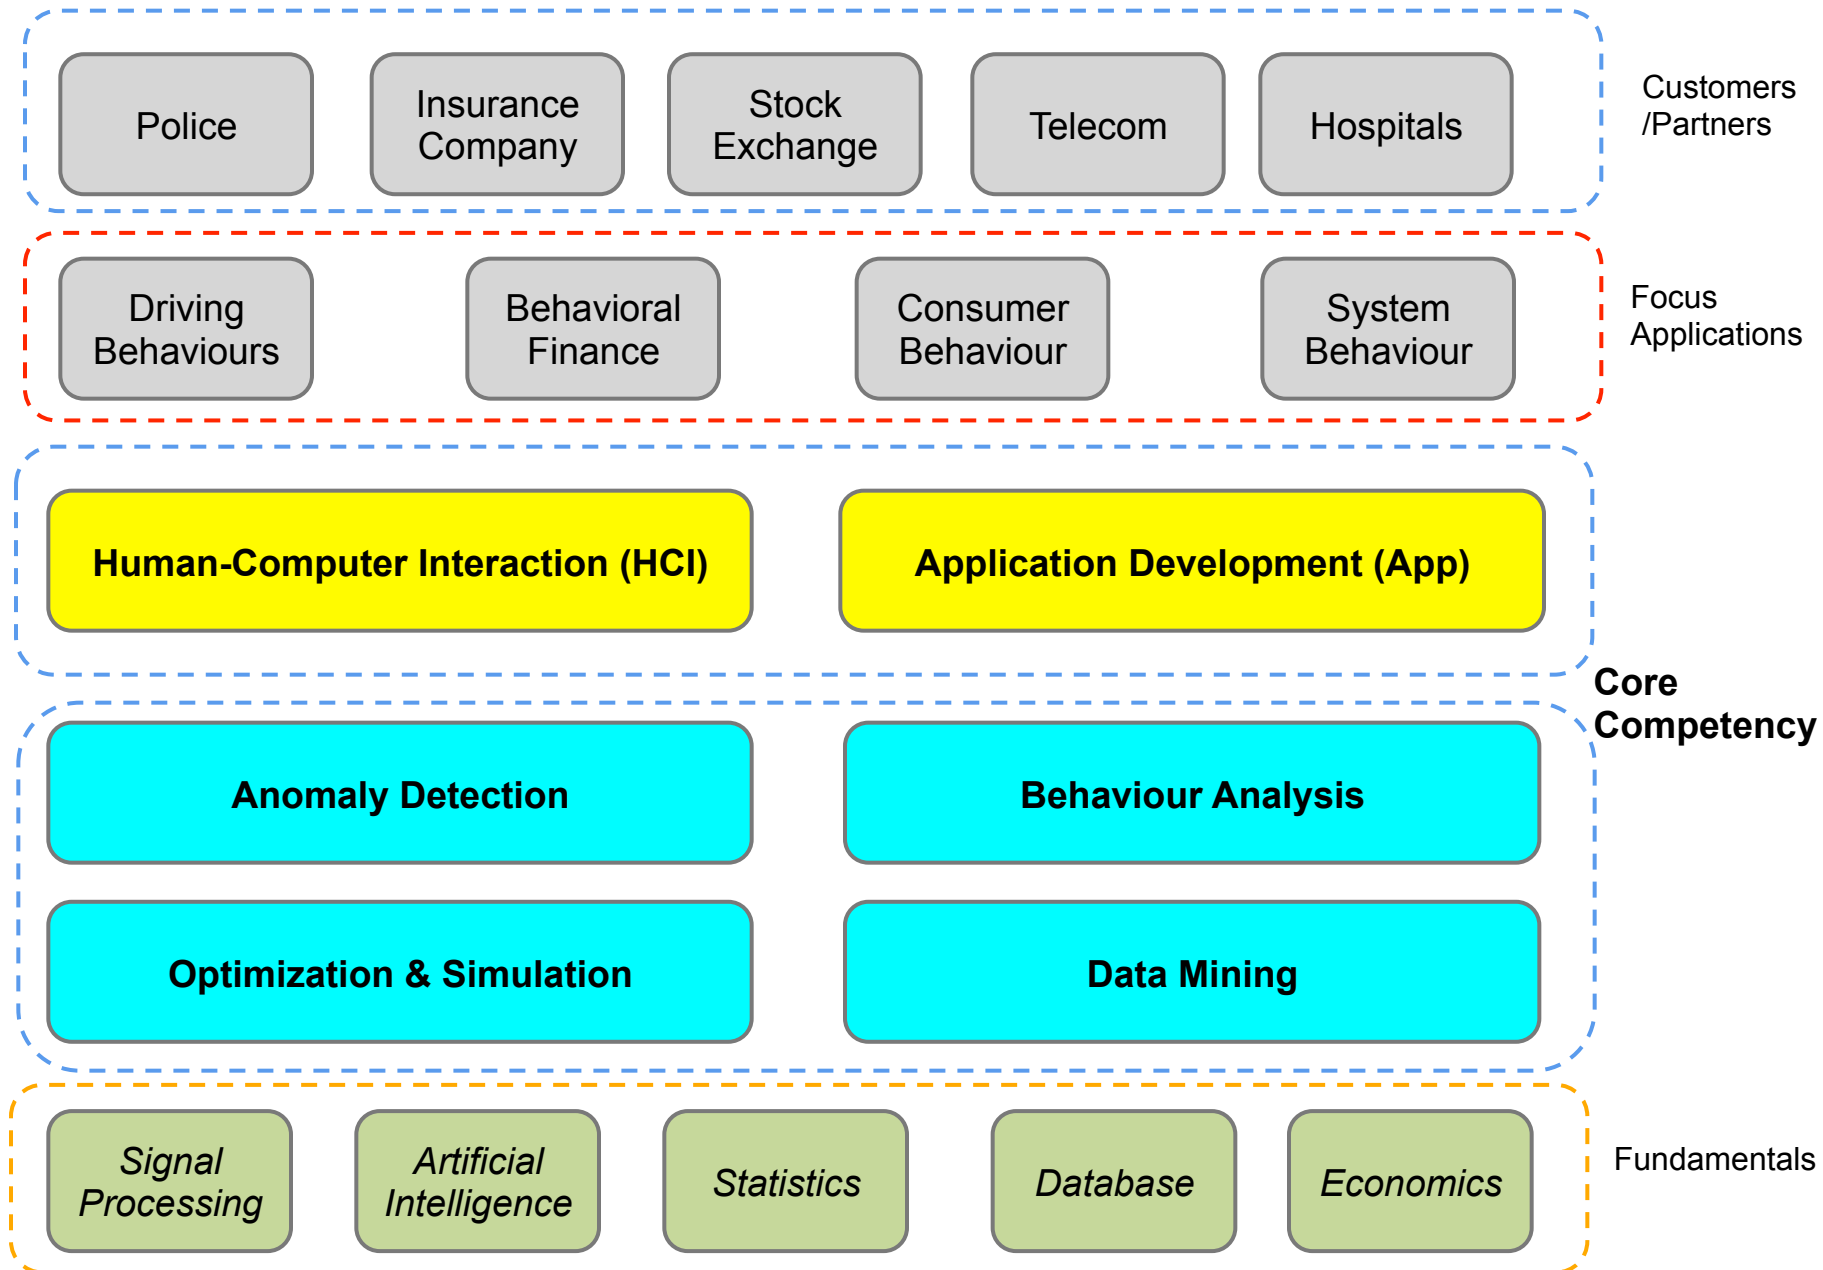 Police
Insurance
Company
Stock
Exchange
Telecom
Hospitals
Customers
/Partners
Driving
Behaviours
Behavioral
Finance
Consumer
Behaviour
System
Behaviour
Focus
Applications
Human-Computer Interaction (HCI)
Application Development (App)
Core
Competency
Anomaly Detection
Behaviour Analysis
Optimization & Simulation
Data Mining
Signal
Processing
Artificial
Intelligence
Statistics
Database
Economics
Fundamentals